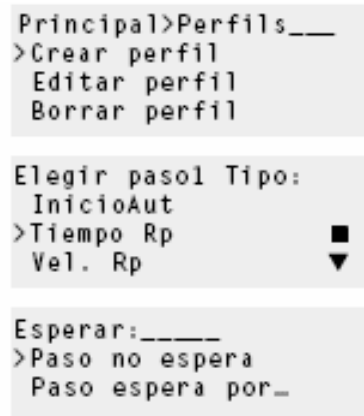 Principal>Perfils___
>Crear perfil
Editar perfil
Borrar perfil
Elegir paso1 Tipo:
InicioAut
>Tiempo Rp ■
Vel. Rp ▼
Esperar:_____
>Paso no espera
Paso espera por_